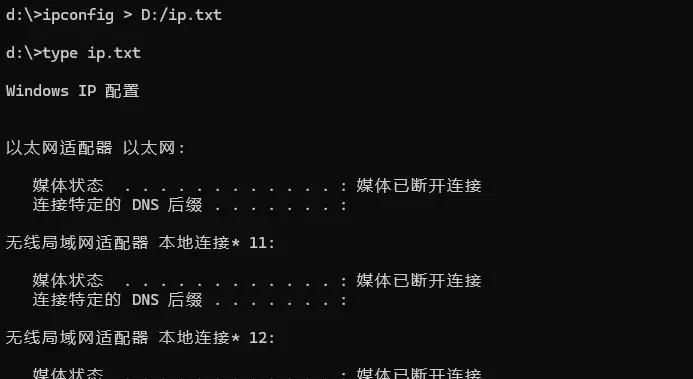 d:\>ipconfig > D:/ip.txt
d:\>type ip.txt
Windows IP 配置
以太网适配器 以太网:
媒体状态 . . . . . . . . . . . . : 媒体已断开连接
连接特定的 DNS 后缀 . . . . . . . :
无线局域网适配器 本地连接* 11:
媒体状态 . . . . . . . . . . . . : 媒体已断开连接
连接特定的 DNS 后缀 . . . . . . . :
无线局域网适配器 本地连接* 12:
媒体状态 . . . . . . . . . . . . : 媒体已断开连接